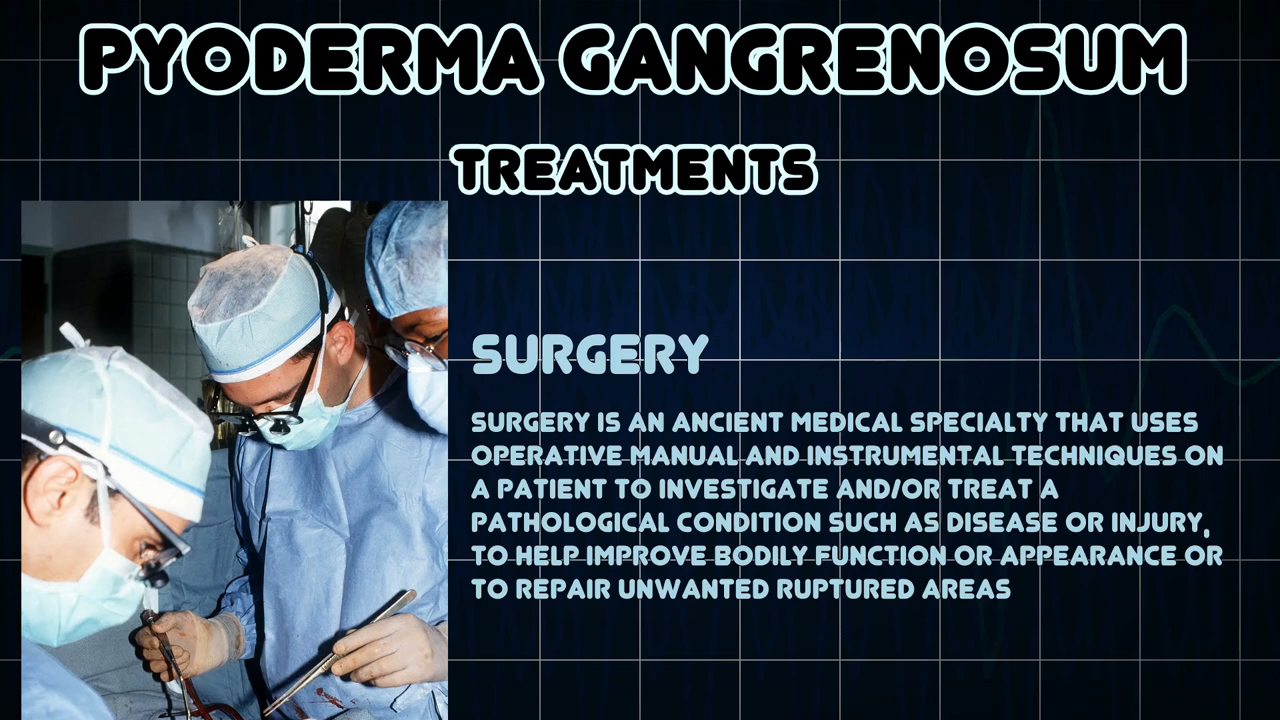 PYODERMA GANGRENOSUM
TREATMENTS
SURGERY
SURGERY IS AN ANCIENT MEDICAL SPECIALTY THAT USES
OPERATIVE MANUAL AND INSTRUMENTAL TECHNIQUES ON
A PATIENT TO INVESTIGATE AND/OR TREAT A
PATHOLOGICAL CONDITION SUCH AS DISEASE OR INJURY,
TO HELP IMPROVE BODILY FUNCTION OR APPEARANCE OR
TO REPAIR UNWANTED RUPTURED AREAS